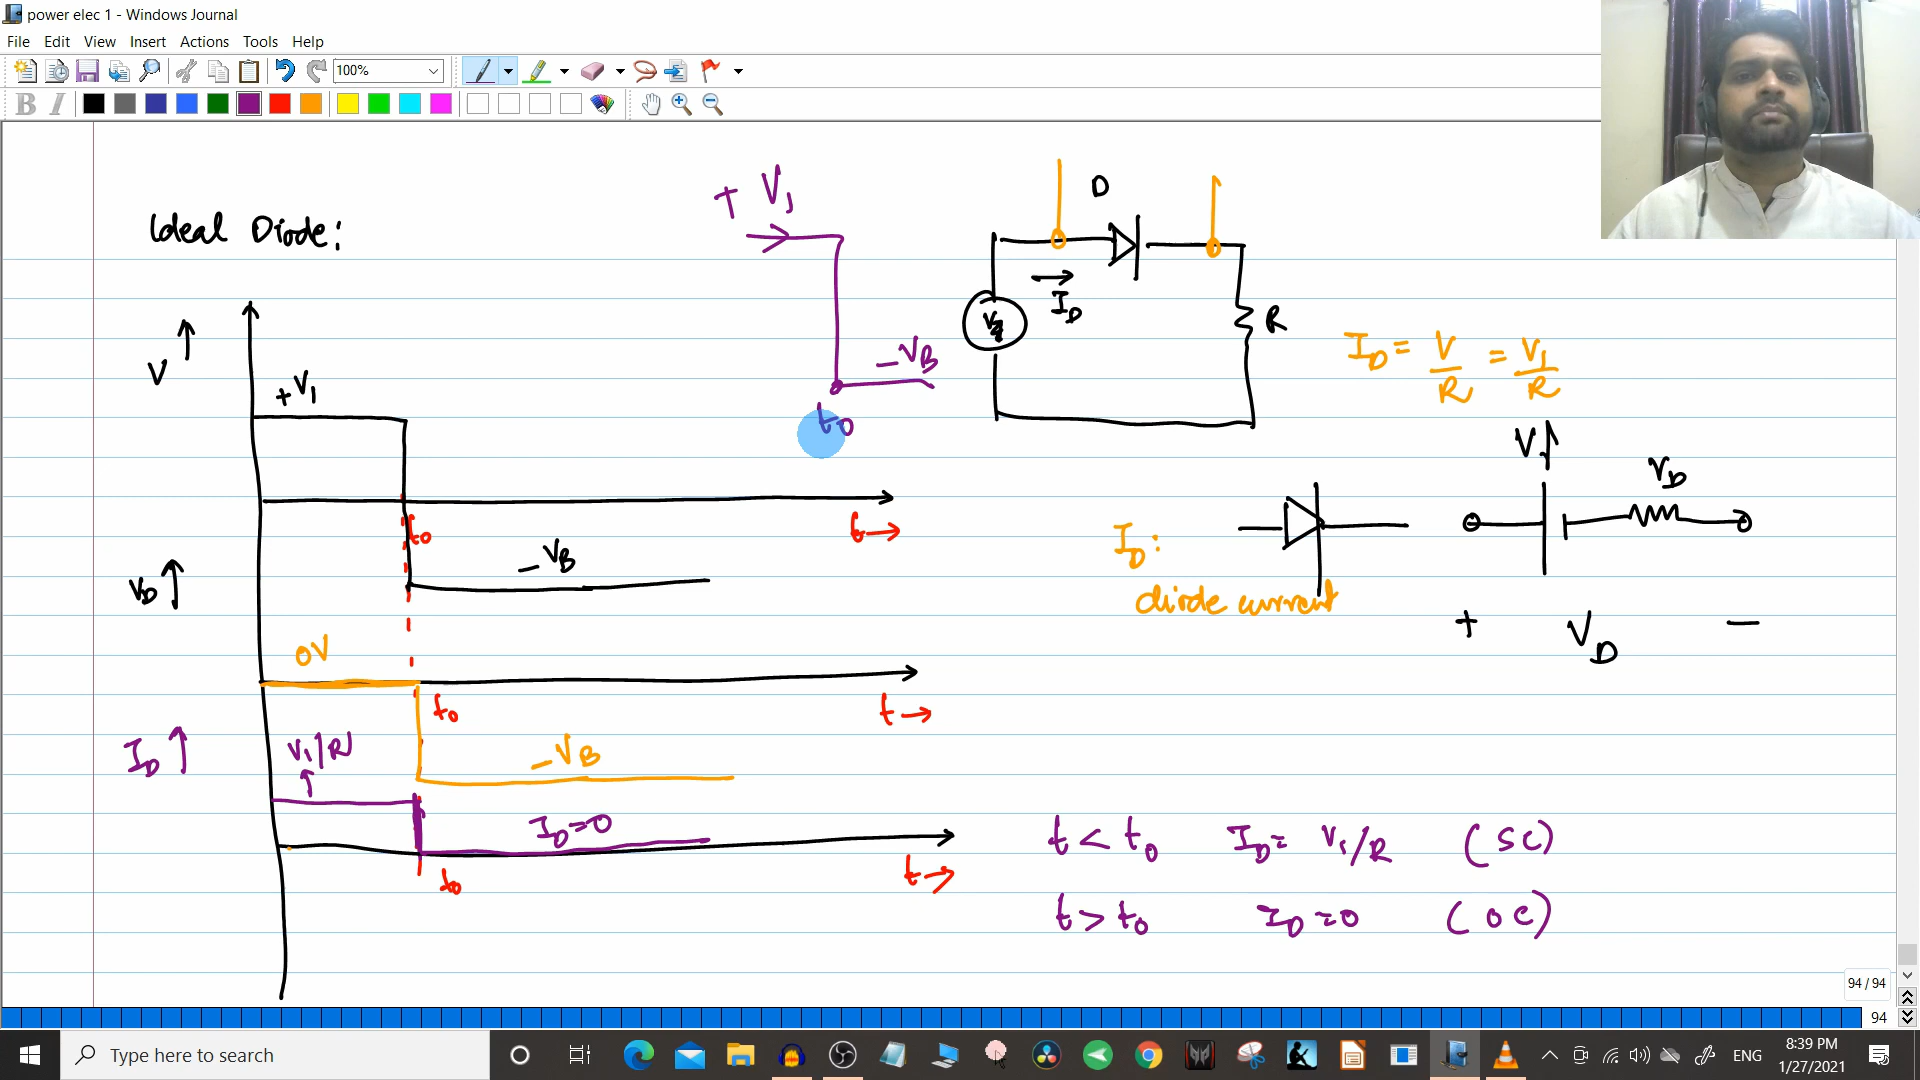 power elec 1 - Windows Journal
File Edit View Insert Actions Tools Help
100%
B I
Ideal Diode:
+ V1
-VB
t0
D
ID
R
ID = V/R = V1/R
V
+V1
t0
t→
-VB
VD
0V
t0
t→
-VB
ID
V1/R
ID=0
t0
t→
ID:
diode current
V
rD
+ VD −
t < t0 ID= V1/R (SC)
t > t0 ID=0 (OC)
94 / 94
94
Type here to search
ENG
8:39 PM
1/27/2021